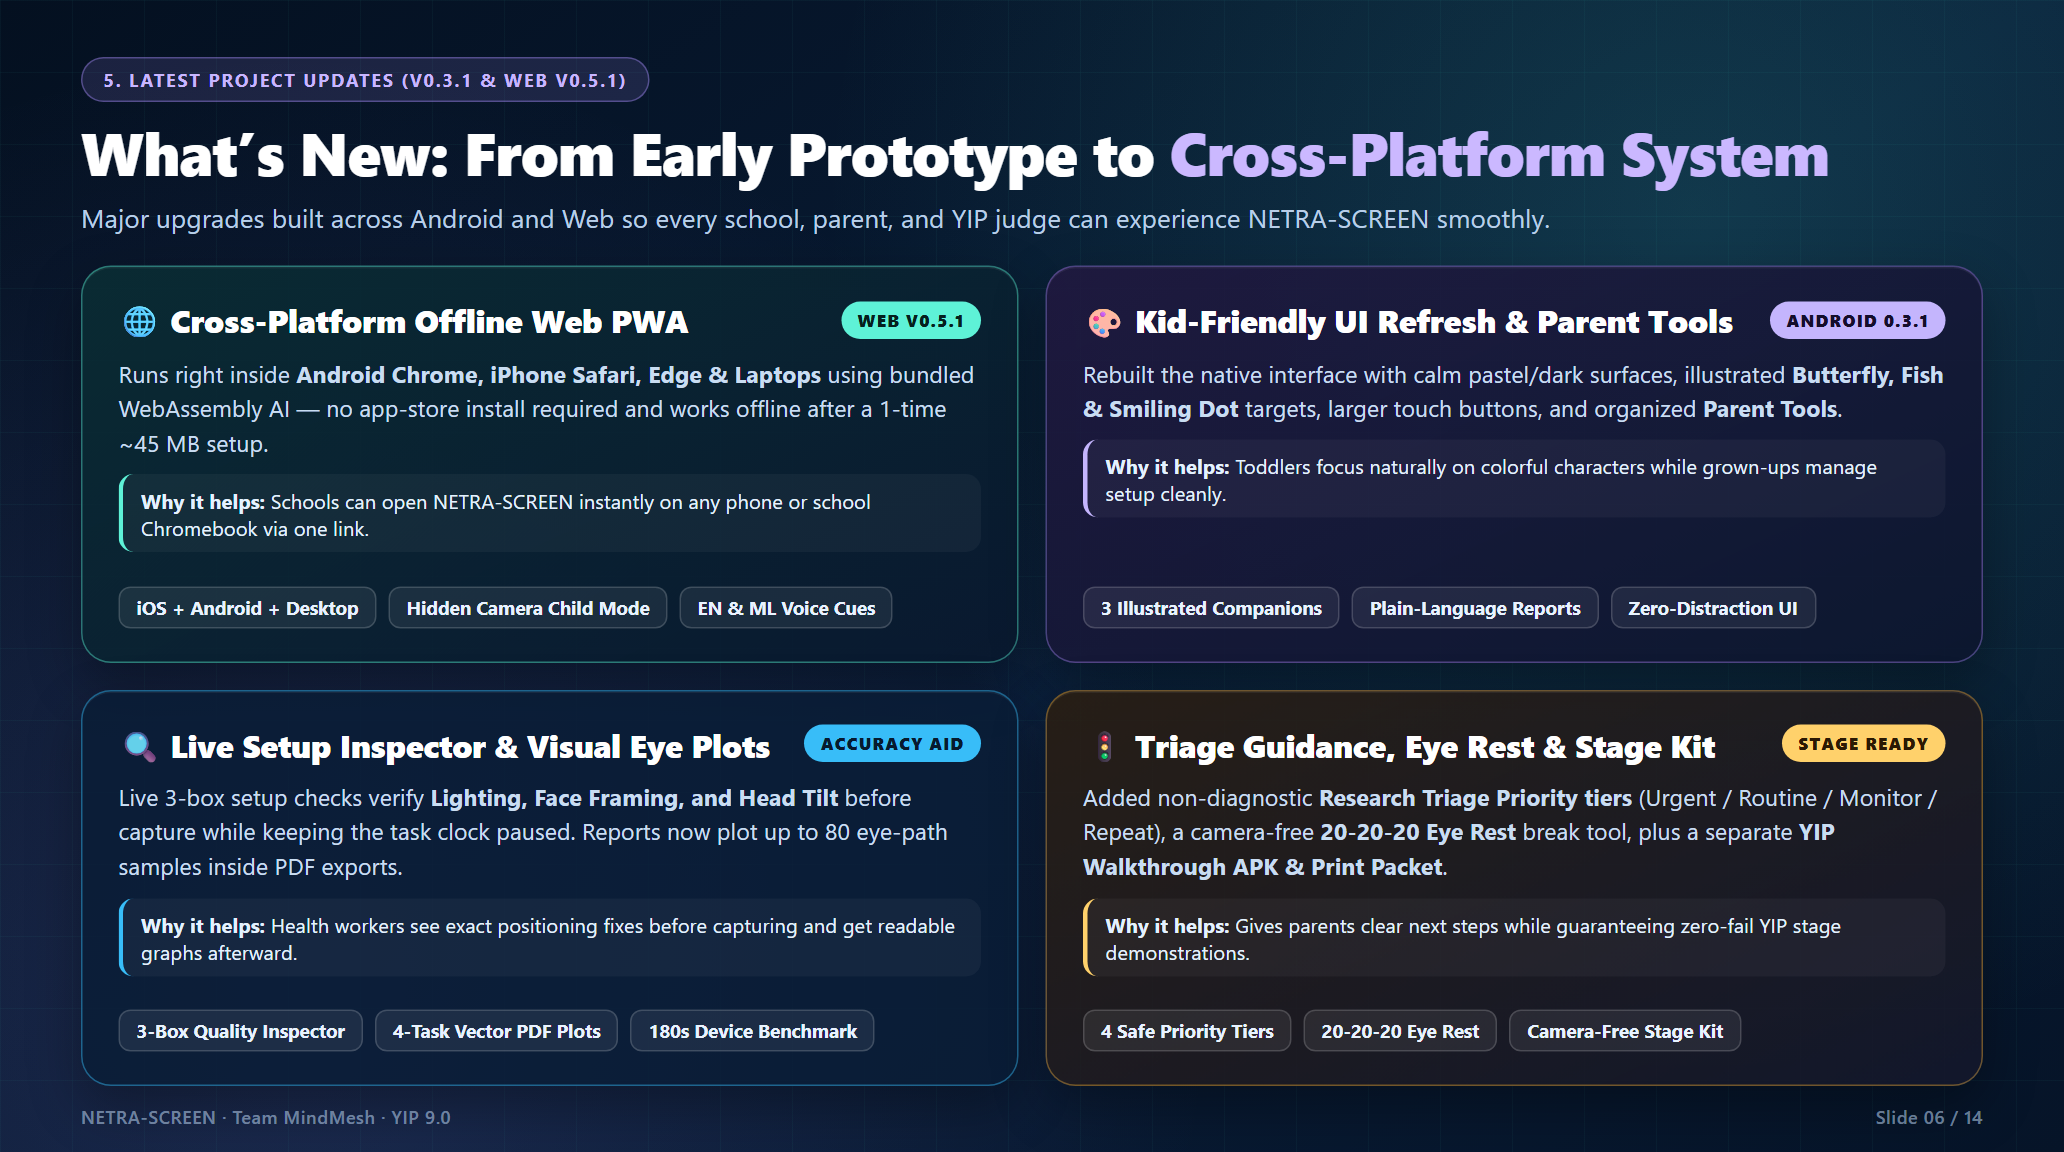 5. LATEST PROJECT UPDATES (V0.3.1 & WEB V0.5.1)
What’s New: From Early Prototype to Cross-Platform System
Major upgrades built across Android and Web so every school, parent, and YIP judge can experience NETRA-SCREEN smoothly.
Cross-Platform Offline Web PWA
WEB V0.5.1
Runs right inside Android Chrome, iPhone Safari, Edge & Laptops using bundled
WebAssembly AI — no app-store install required and works offline after a 1-time
~45 MB setup.
Why it helps: Schools can open NETRA-SCREEN instantly on any phone or school
Chromebook via one link.
iOS + Android + Desktop
Hidden Camera Child Mode
EN & ML Voice Cues
Kid-Friendly UI Refresh & Parent Tools
ANDROID 0.3.1
Rebuilt the native interface with calm pastel/dark surfaces, illustrated Butterfly, Fish
& Smiling Dot targets, larger touch buttons, and organized Parent Tools.
Why it helps: Toddlers focus naturally on colorful characters while grown-ups manage
setup cleanly.
3 Illustrated Companions
Plain-Language Reports
Zero-Distraction UI
Live Setup Inspector & Visual Eye Plots
ACCURACY AID
Live 3-box setup checks verify Lighting, Face Framing, and Head Tilt before
capture while keeping the task clock paused. Reports now plot up to 80 eye-path
samples inside PDF exports.
Why it helps: Health workers see exact positioning fixes before capturing and get readable
graphs afterward.
3-Box Quality Inspector
4-Task Vector PDF Plots
180s Device Benchmark
Triage Guidance, Eye Rest & Stage Kit
STAGE READY
Added non-diagnostic Research Triage Priority tiers (Urgent / Routine / Monitor /
Repeat), a camera-free 20-20-20 Eye Rest break tool, plus a separate YIP
Walkthrough APK & Print Packet.
Why it helps: Gives parents clear next steps while guaranteeing zero-fail YIP stage
demonstrations.
4 Safe Priority Tiers
20-20-20 Eye Rest
Camera-Free Stage Kit
NETRA-SCREEN · Team MindMesh · YIP 9.0
Slide 06 / 14